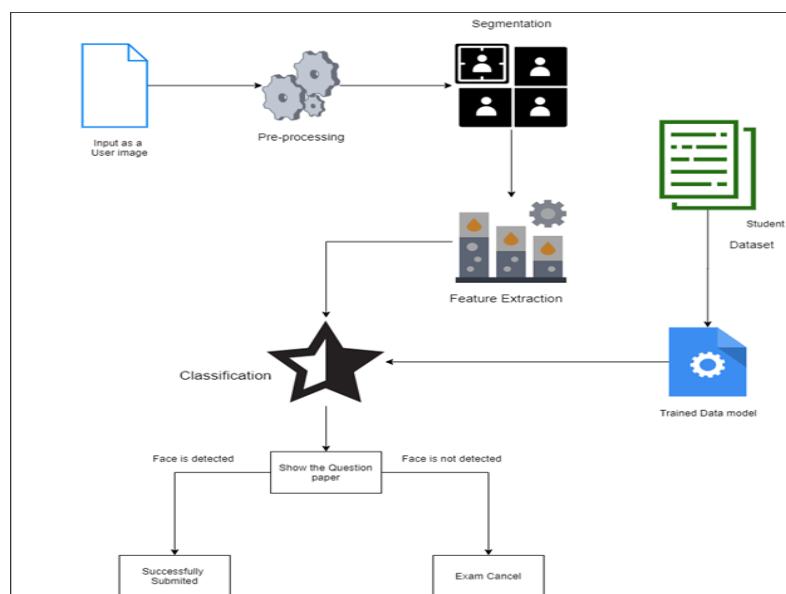 Segmentation
Input as a
User image
Pre-processing
Student
Dataset
Feature Extraction
Classification
Trained Data model
Face is detected
Show the Question
paper
Face is not detected
Successfully
Submited
Exam Cancel